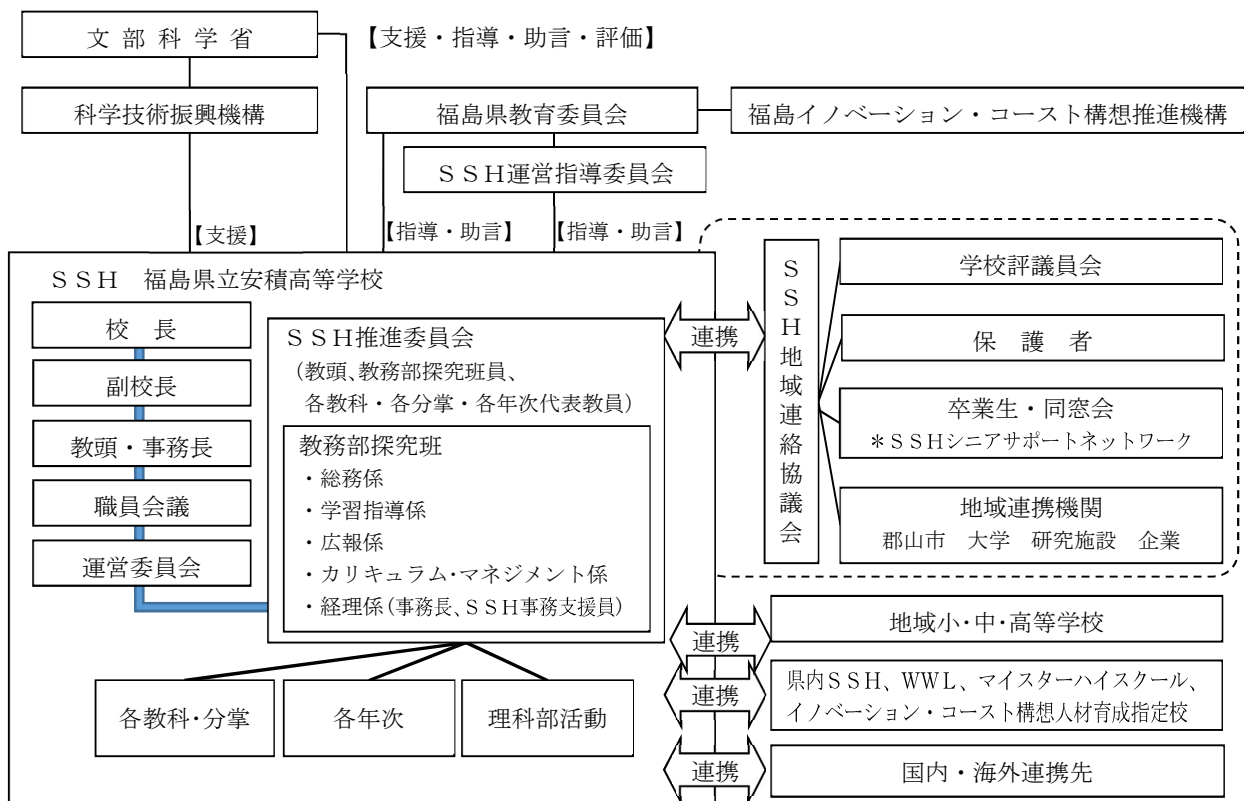 文部科学省
【支援・指導・助言・評価】
科学技術振興機構
福島県教育委員会
福島イノベーション・コースト構想推進機構
ＳＳＨ運営指導委員会
【支援】
【指導・助言】
【指導・助言】
ＳＳＨ　福島県立安積高等学校
校　長
副校長
教頭・事務長
職員会議
運営委員会
ＳＳＨ推進委員会
(教頭、教務部探究班員、
各教科・各分掌・各年次代表教員)
教務部探究班
・総務係
・学習指導係
・広報係
・カリキュラム・マネジメント係
・経理係(事務長、ＳＳＨ事務支援員)
各教科・分掌
各年次
理科部活動
連携
ＳＳＨ地域連絡協議会
学校評議員会
保　護　者
卒業生・同窓会
＊ＳＳＨシニアサポートネットワーク
地域連携機関
郡山市　大学　研究施設　企業
連携
地域小・中・高等学校
連携
県内ＳＳＨ、WWL、マイスターハイスクール、
イノベーション・コースト構想人材育成指定校
連携
国内・海外連携先